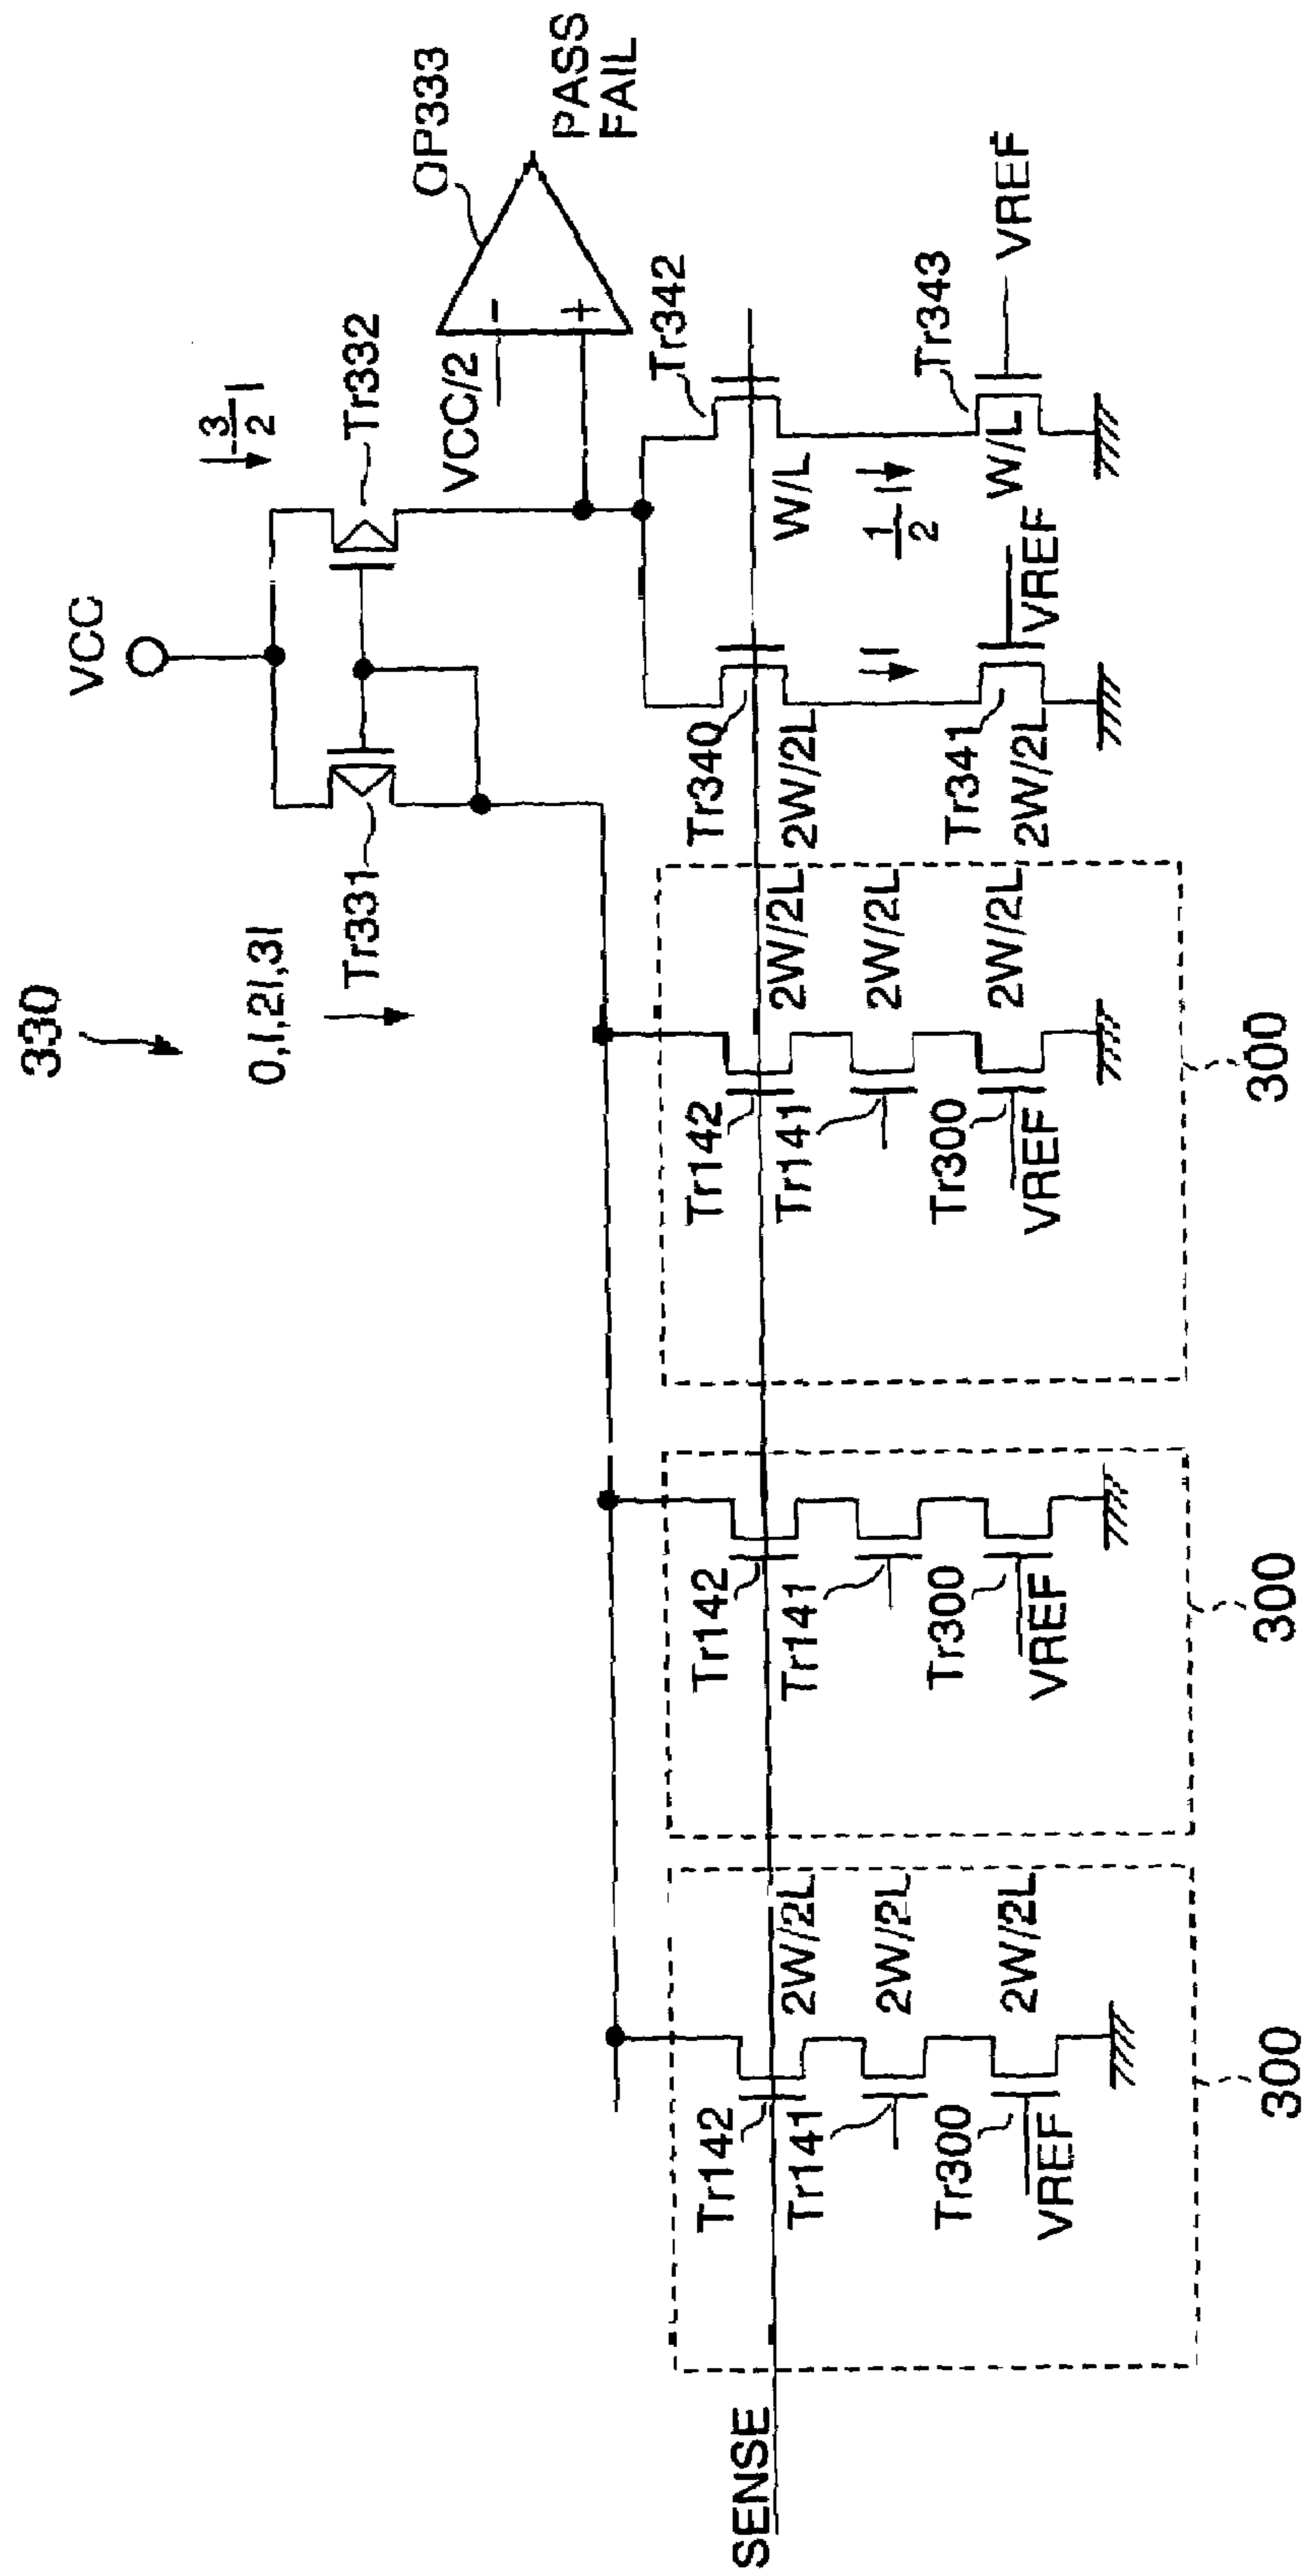 330
VCC
0,I,2I,3I
3/2 I
Tr331
Tr332
OP333
VCC/2
-
+
PASS
FAIL
SENSE
Tr142
2W/2L
Tr141
2W/2L
Tr300
2W/2L
VREF
300
Tr142
Tr141
Tr300
VREF
300
Tr142
2W/2L
Tr141
2W/2L
Tr300
2W/2L
VREF
300
Tr340
2W/2L
I
Tr341
2W/2L
VREF
Tr342
W/L
1/2 I
Tr343
W/L
VREF